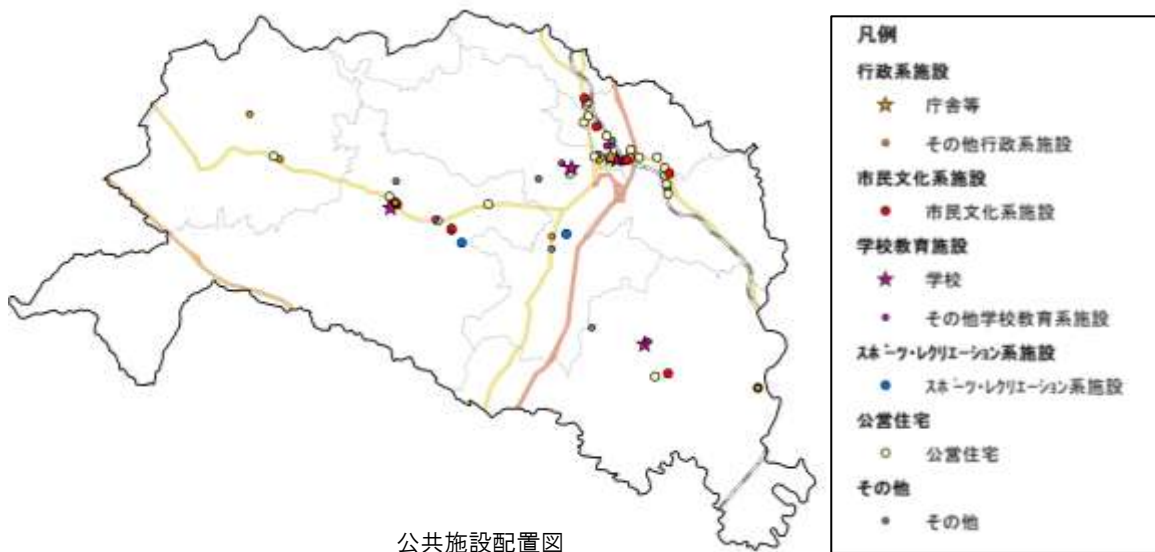 凡例
行政系施設
庁舎等
その他行政系施設
市民文化系施設
市民文化系施設
学校教育施設
学校
その他学校教育系施設
スポーツ・レクリエーション系施設
スポーツ・レクリエーション系施設
公営住宅
公営住宅
その他
その他
公共施設配置図